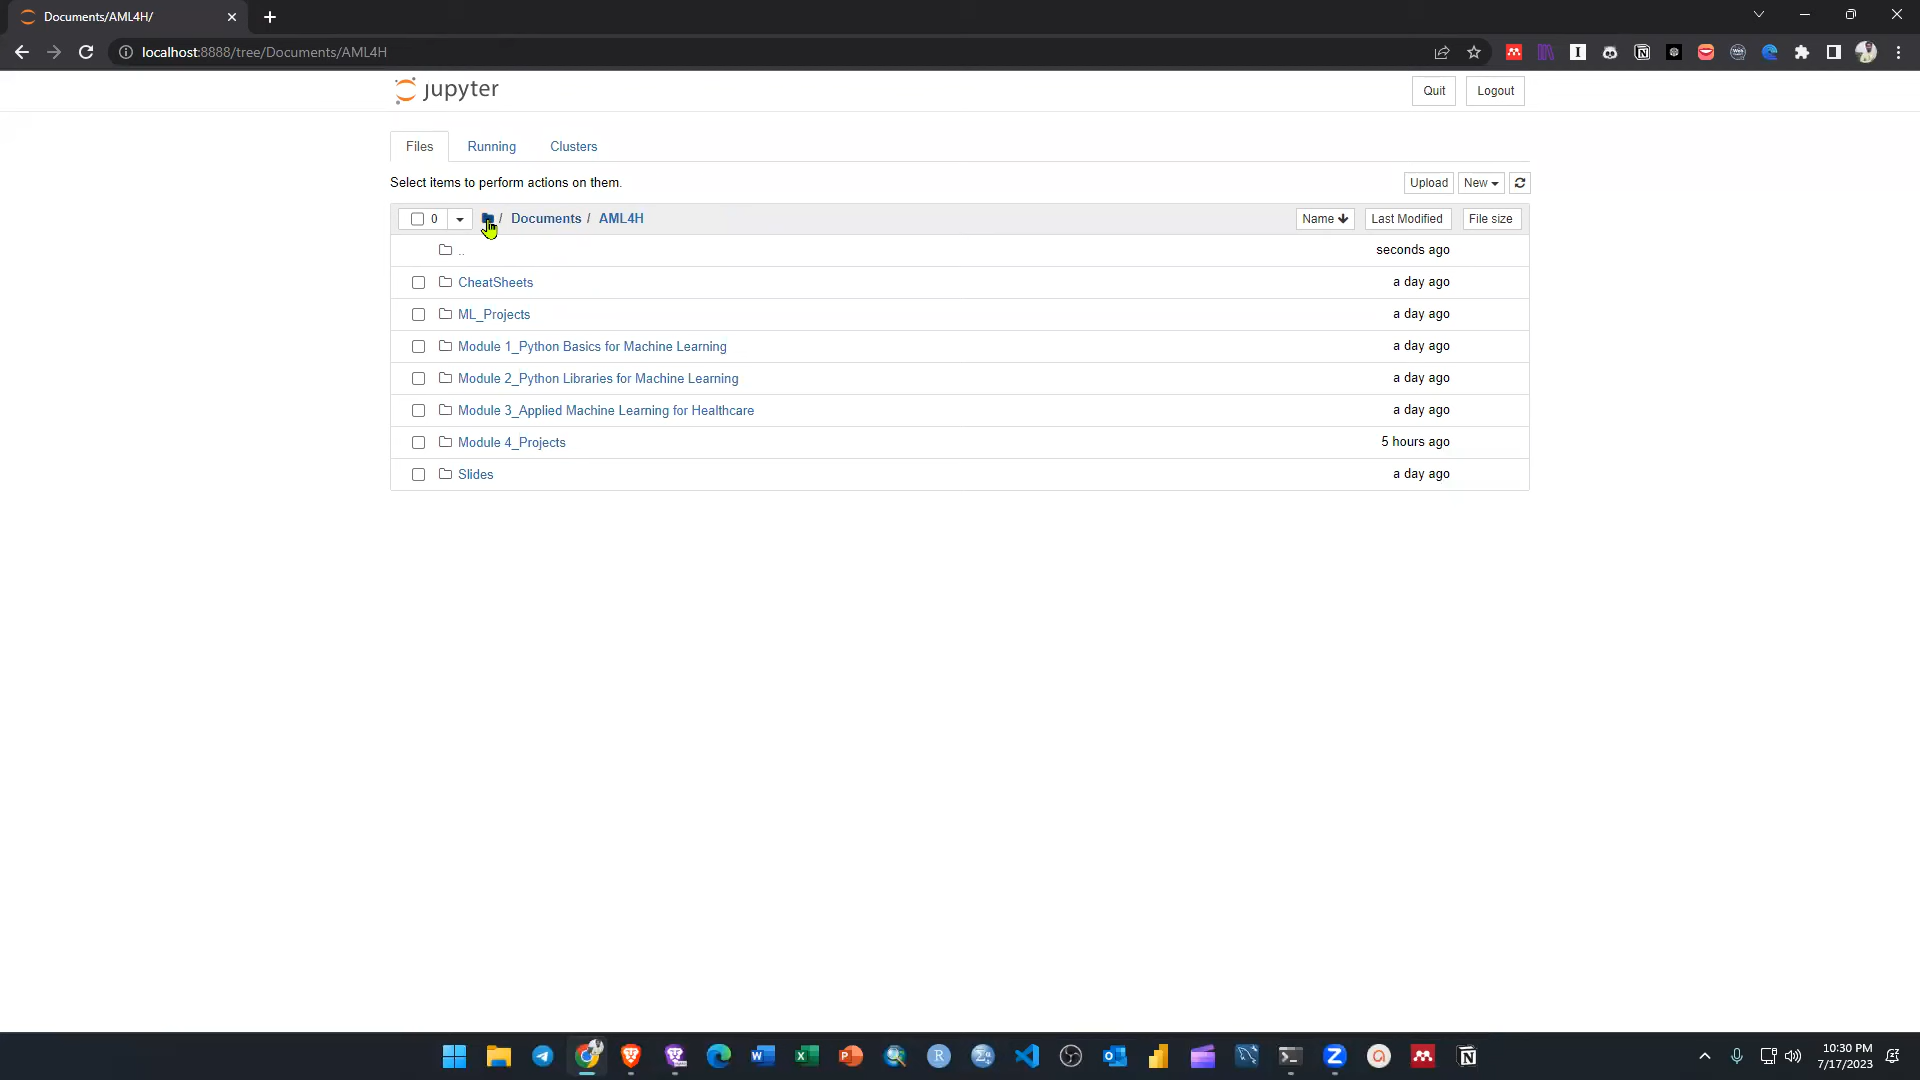 Documents/AML4H/
localhost:8888/tree/Documents/AML4H
jupyter
Quit
Logout
Files
Running
Clusters
Select items to perform actions on them.
Upload
New
0
/ Documents / AML4H
Name
Last Modified
File size
..
seconds ago
CheatSheets
a day ago
ML_Projects
a day ago
Module 1_Python Basics for Machine Learning
a day ago
Module 2_Python Libraries for Machine Learning
a day ago
Module 3_Applied Machine Learning for Healthcare
a day ago
Module 4_Projects
5 hours ago
Slides
a day ago
10:30 PM
7/17/2023